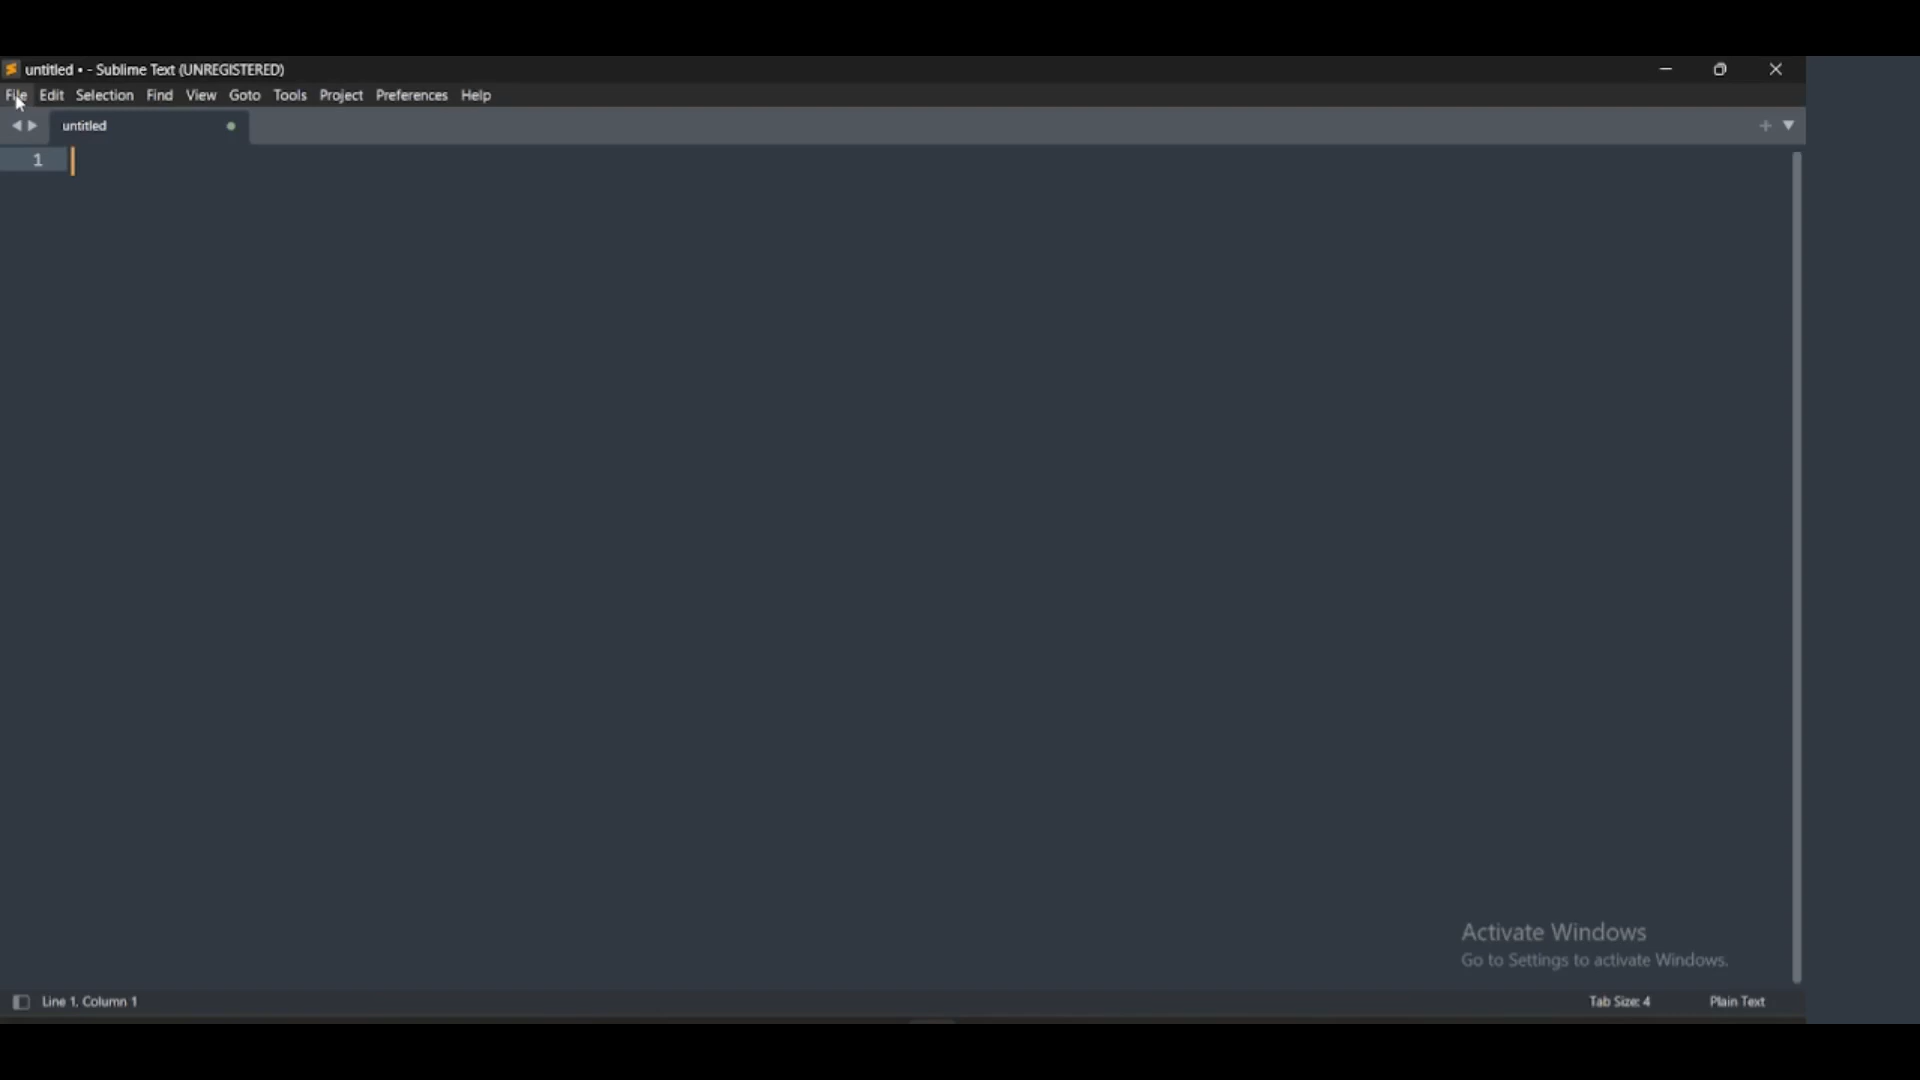 untitled • - Sublime Text (UNREGISTERED)
File Edit Selection Find View Goto Tools Project Preferences Help
untitled
1
Activate Windows
Go to Settings to activate Windows.
Line 1, Column 1 Tab Size: 4 Plain Text